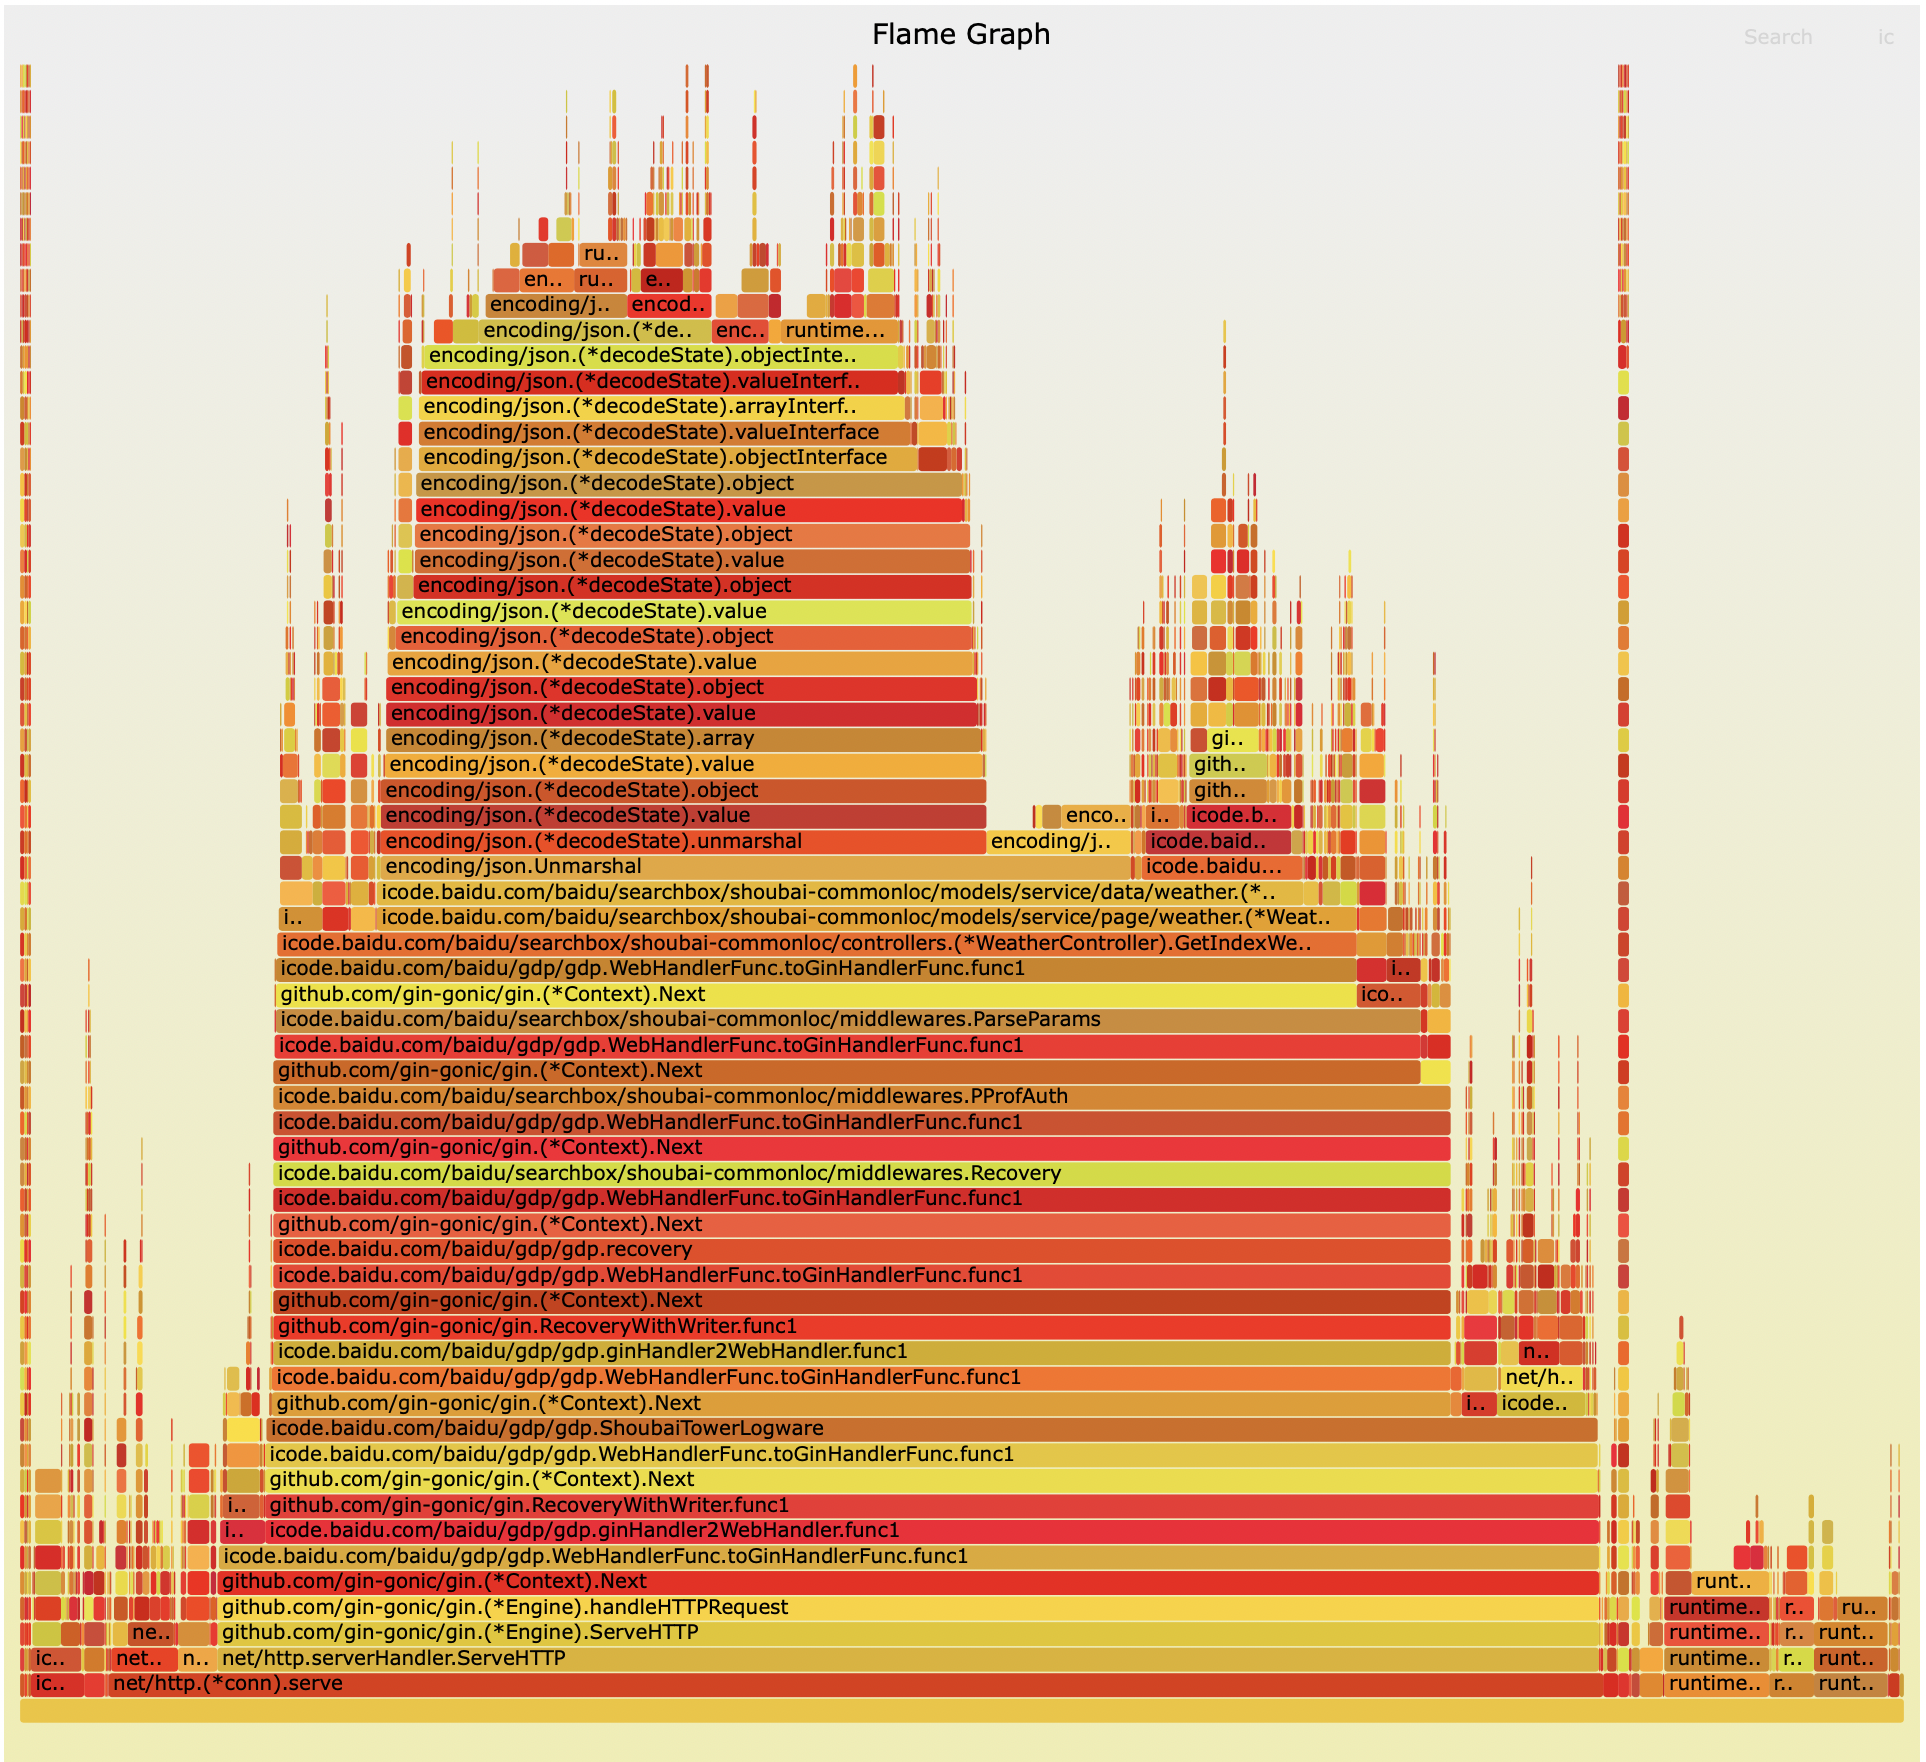 Flame Graph
Search ic
ru..
en.. ru.. e..
encoding/j.. encod..
encoding/json.(*de.. enc.. runtime...
encoding/json.(*decodeState).objectInte..
encoding/json.(*decodeState).valueInterf..
encoding/json.(*decodeState).arrayInterf..
encoding/json.(*decodeState).valueInterface
encoding/json.(*decodeState).objectInterface
encoding/json.(*decodeState).object
encoding/json.(*decodeState).value
encoding/json.(*decodeState).object
encoding/json.(*decodeState).value
encoding/json.(*decodeState).object
encoding/json.(*decodeState).value
encoding/json.(*decodeState).object
encoding/json.(*decodeState).value
encoding/json.(*decodeState).object
encoding/json.(*decodeState).value
encoding/json.(*decodeState).array gi..
encoding/json.(*decodeState).value gith..
encoding/json.(*decodeState).object gith..
encoding/json.(*decodeState).value enco.. i.. icode.b..
encoding/json.(*decodeState).unmarshal encoding/j.. icode.baid..
encoding/json.Unmarshal icode.baidu...
icode.baidu.com/baidu/searchbox/shoubai-commonloc/models/service/data/weather.(*..
i.. icode.baidu.com/baidu/searchbox/shoubai-commonloc/models/service/page/weather.(*Weat..
icode.baidu.com/baidu/searchbox/shoubai-commonloc/controllers.(*WeatherController).GetIndexWe..
icode.baidu.com/baidu/gdp/gdp.WebHandlerFunc.toGinHandlerFunc.func1 i..
github.com/gin-gonic/gin.(*Context).Next ico..
icode.baidu.com/baidu/searchbox/shoubai-commonloc/middlewares.ParseParams
icode.baidu.com/baidu/gdp/gdp.WebHandlerFunc.toGinHandlerFunc.func1
github.com/gin-gonic/gin.(*Context).Next
icode.baidu.com/baidu/searchbox/shoubai-commonloc/middlewares.PProfAuth
icode.baidu.com/baidu/gdp/gdp.WebHandlerFunc.toGinHandlerFunc.func1
github.com/gin-gonic/gin.(*Context).Next
icode.baidu.com/baidu/searchbox/shoubai-commonloc/middlewares.Recovery
icode.baidu.com/baidu/gdp/gdp.WebHandlerFunc.toGinHandlerFunc.func1
github.com/gin-gonic/gin.(*Context).Next
icode.baidu.com/baidu/gdp/gdp.recovery
icode.baidu.com/baidu/gdp/gdp.WebHandlerFunc.toGinHandlerFunc.func1
github.com/gin-gonic/gin.(*Context).Next
github.com/gin-gonic/gin.RecoveryWithWriter.func1
icode.baidu.com/baidu/gdp/gdp.ginHandler2WebHandler.func1 n..
icode.baidu.com/baidu/gdp/gdp.WebHandlerFunc.toGinHandlerFunc.func1 net/h..
github.com/gin-gonic/gin.(*Context).Next i.. icode..
icode.baidu.com/baidu/gdp/gdp.ShoubaiTowerLogware
icode.baidu.com/baidu/gdp/gdp.WebHandlerFunc.toGinHandlerFunc.func1
github.com/gin-gonic/gin.(*Context).Next
i.. github.com/gin-gonic/gin.RecoveryWithWriter.func1
i.. icode.baidu.com/baidu/gdp/gdp.ginHandler2WebHandler.func1
icode.baidu.com/baidu/gdp/gdp.WebHandlerFunc.toGinHandlerFunc.func1
github.com/gin-gonic/gin.(*Context).Next runt..
github.com/gin-gonic/gin.(*Engine).handleHTTPRequest runtime.. r.. ru..
ne.. github.com/gin-gonic/gin.(*Engine).ServeHTTP runtime.. r.. runt..
ic.. net.. n.. net/http.serverHandler.ServeHTTP runtime.. r.. runt..
ic.. net/http.(*conn).serve runtime.. r.. runt..